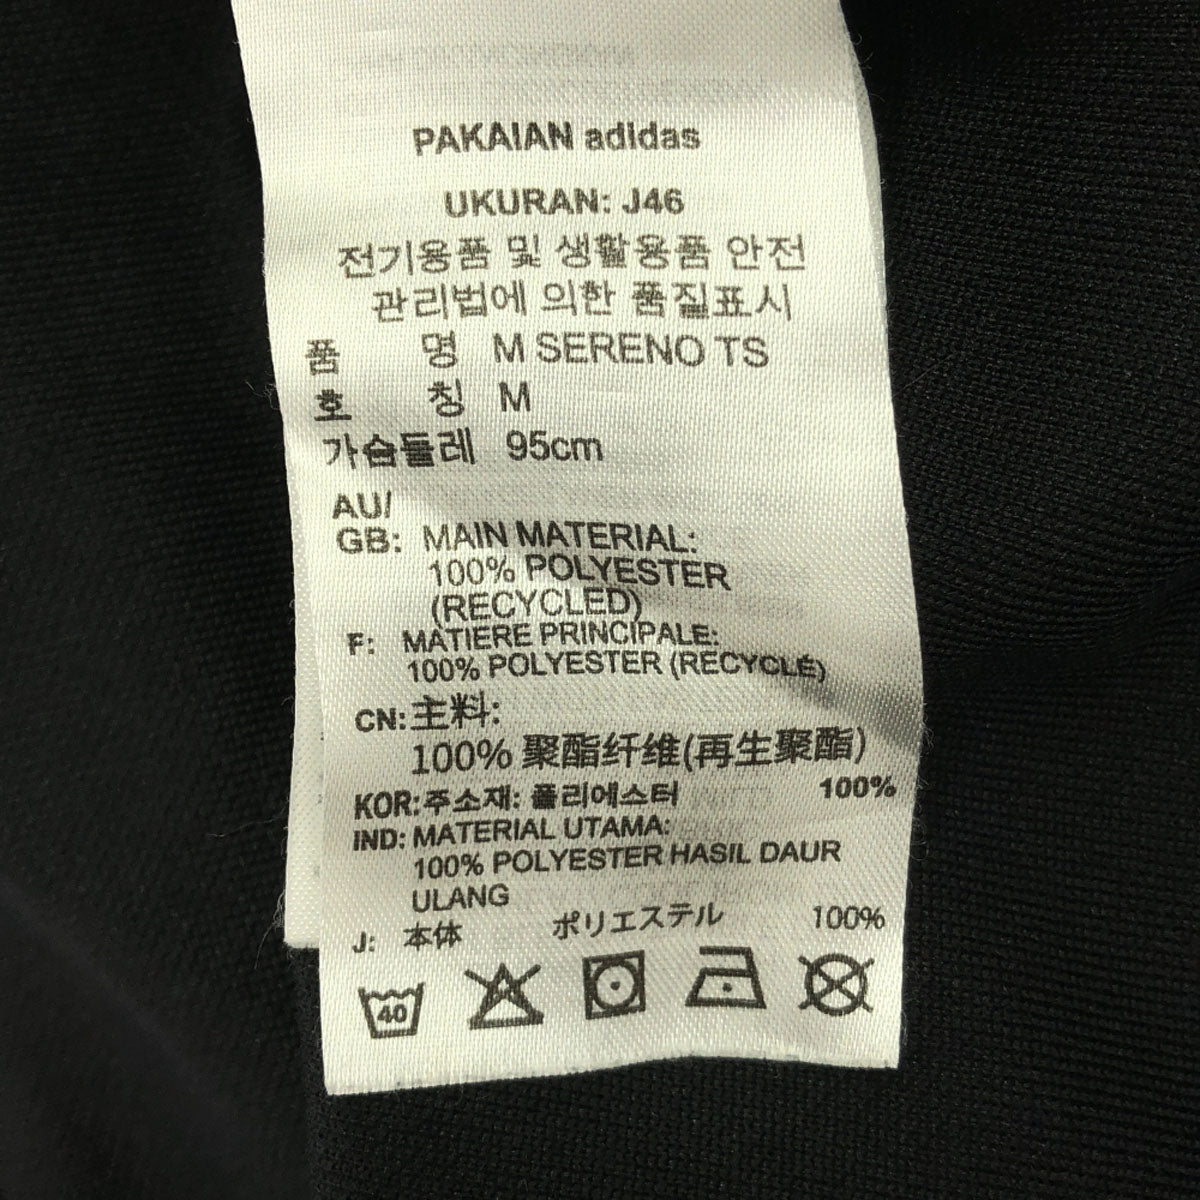 PAKAIAN adidas
UKURAN: J46
전기용품 및 생활용품 안전
관리법에 의한 품질표시
품 명 M SERENO TS
호 칭 M
가슴둘레 95cm
AU/
GB: MAIN MATERIAL:
100% POLYESTER
(RECYCLED)
F: MATIERE PRINCIPALE:
100% POLYESTER (RECYCLÉ)
CN: 主料:
100% 聚酯纤维(再生聚酯)
KOR: 주소재: 폴리에스터 100%
IND: MATERIAL UTAMA:
100% POLYESTER HASIL DAUR
ULANG
J: 本体 ポリエステル 100%
40